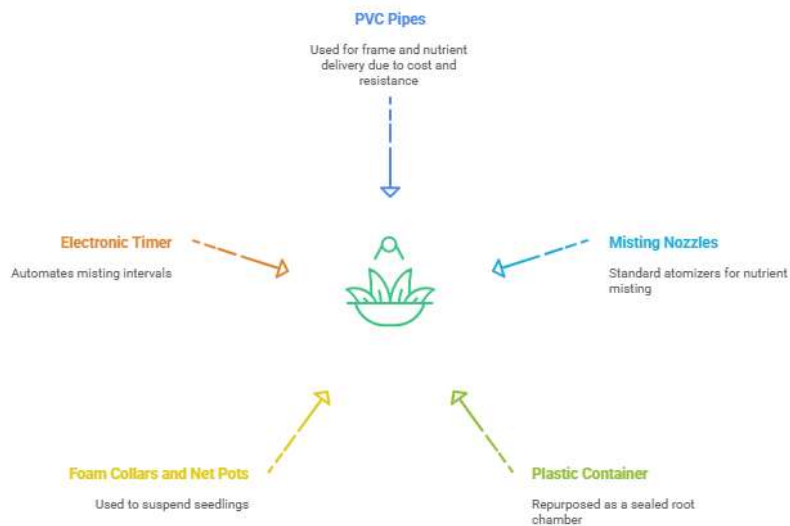 PVC Pipes
Used for frame and nutrient
delivery due to cost and
resistance
Electronic Timer
Automates misting intervals
Misting Nozzles
Standard atomizers for nutrient
misting
Foam Collars and Net Pots
Used to suspend seedlings
Plastic Container
Repurposed as a sealed root
chamber